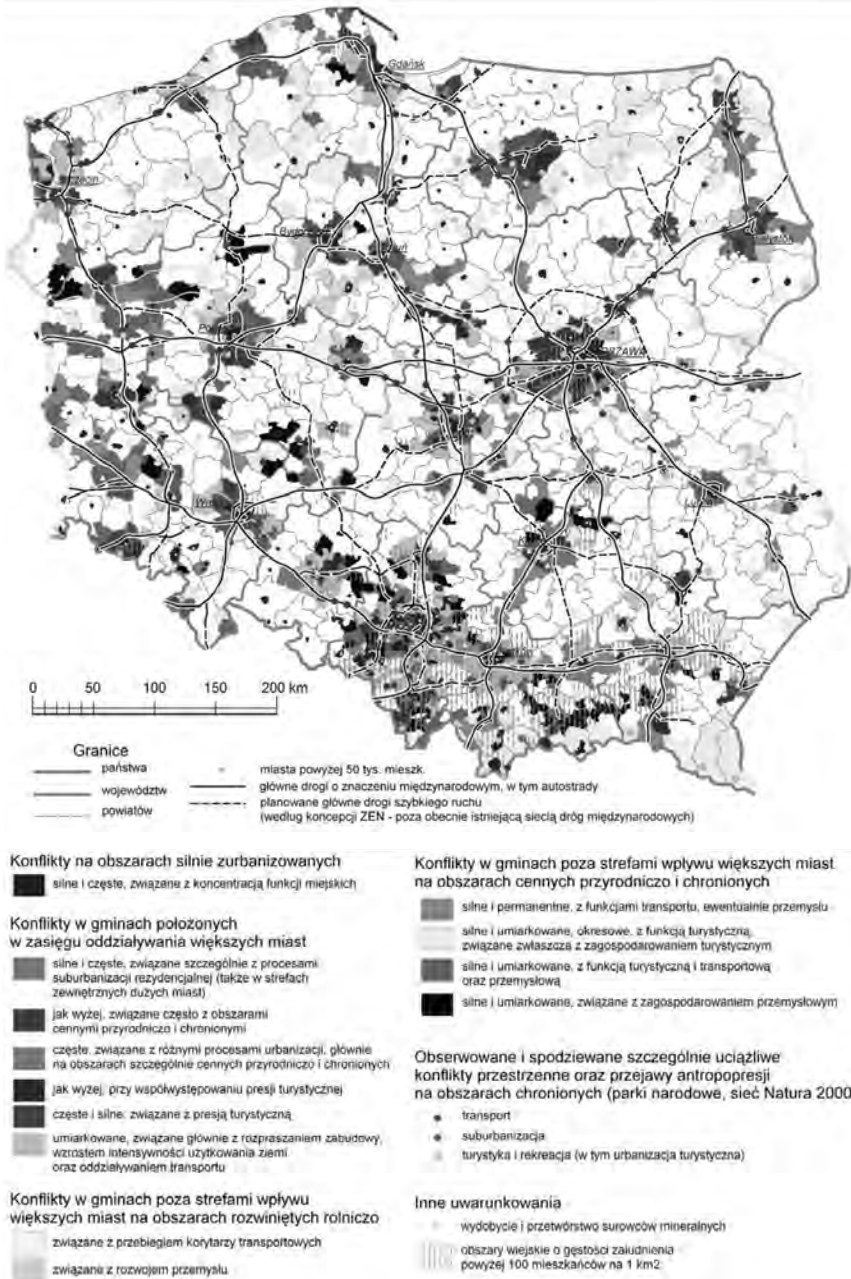 Gdańsk
WARSZAWA
0 50 100 150 200 km
Granice
państwa
województw
powiatów
miasta powyżej 50 tys. mieszk.
główne drogi o znaczeniu międzynarodowym, w tym autostrady
planowane główne drogi szybkiego ruchu
(według koncepcji ZEN - poza obecnie istniejącą siecią dróg międzynarodowych)
Konflikty na obszarach silnie zurbanizowanych
silne i częste, związane z koncentracją funkcji miejskich
Konflikty w gminach położonych
w zasięgu oddziaływania większych miast
silne i częste, związane szczególnie z procesami
suburbanizacji rezydencjalnej (także w strefach
zewnętrznych dużych miast)
jak wyżej, związane często z obszarami
cennymi przyrodniczo i chronionymi
częste, związane z różnymi procesami urbanizacji, głównie
na obszarach szczególnie cennych przyrodniczo i chronionych
jak wyżej, przy współwystępowaniu presji turystycznej
częste i silne, związane z presją turystyczną
umiarkowane, związane głównie z rozpraszaniem zabudowy,
wzrostem intensywności użytkowania ziemi
oraz oddziaływaniem transportu
Konflikty w gminach poza strefami wpływu
większych miast na obszarach rozwiniętych rolniczo
związane z przebiegiem korytarzy transportowych
związane z rozwojem przemysłu
Konflikty w gminach poza strefami wpływu większych miast
na obszarach cennych przyrodniczo i chronionych
silne i permanentne, z funkcjami transportu, ewentualnie przemysłu
silne i umiarkowane, okresowe, z funkcją turystyczną,
związane zwłaszcza z zagospodarowaniem turystycznym
silne i umiarkowane, z funkcją turystyczną i transportową
oraz przemysłową
silne i umiarkowane, związane z zagospodarowaniem przemysłowym
Obserwowane i spodziewane szczególnie uciążliwe
konflikty przestrzenne oraz przejawy antropopresji
na obszarach chronionych (parki narodowe, sieć Natura 2000
transport
suburbanizacja
turystyka i rekreacja (w tym urbanizacja turystyczna)
Inne uwarunkowania
wydobycie i przetwórstwo surowców mineralnych
obszary wiejskie o gęstości zaludnienia
powyżej 100 mieszkańców na 1 km2